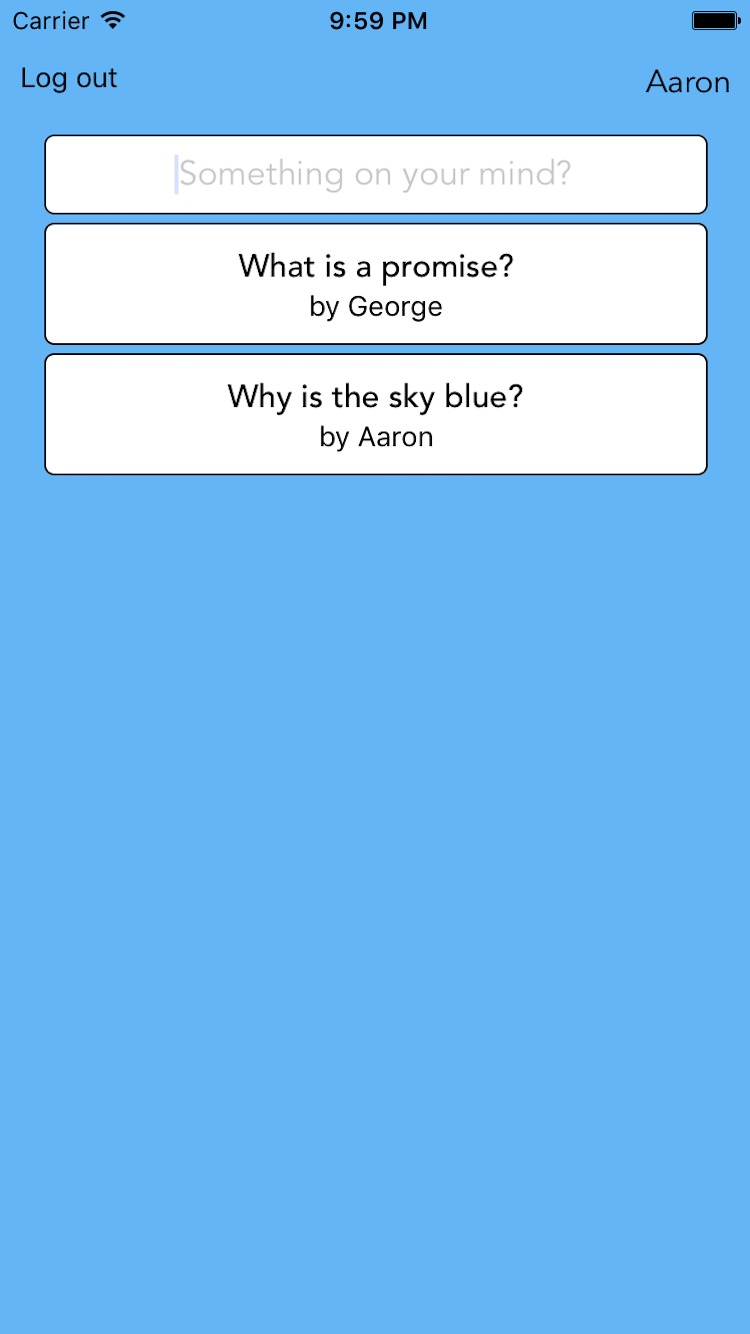 Carrier 9:59 PM
Log out Aaron
Something on your mind?
What is a promise?
by George
Why is the sky blue?
by Aaron